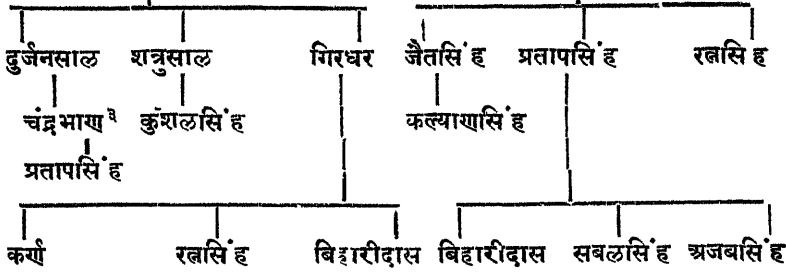 दुर्जनसाल शत्रुसाल गिरधर जैतसिंह प्रतापसिंह रत्नसिंह
चंद्रभाण३ कुशलसिंह कल्याणसिंह
प्रतापसिंह
कर्ण रत्नसिंह बिहारीदास बिहारीदास सबलसिंह अजबसिंह